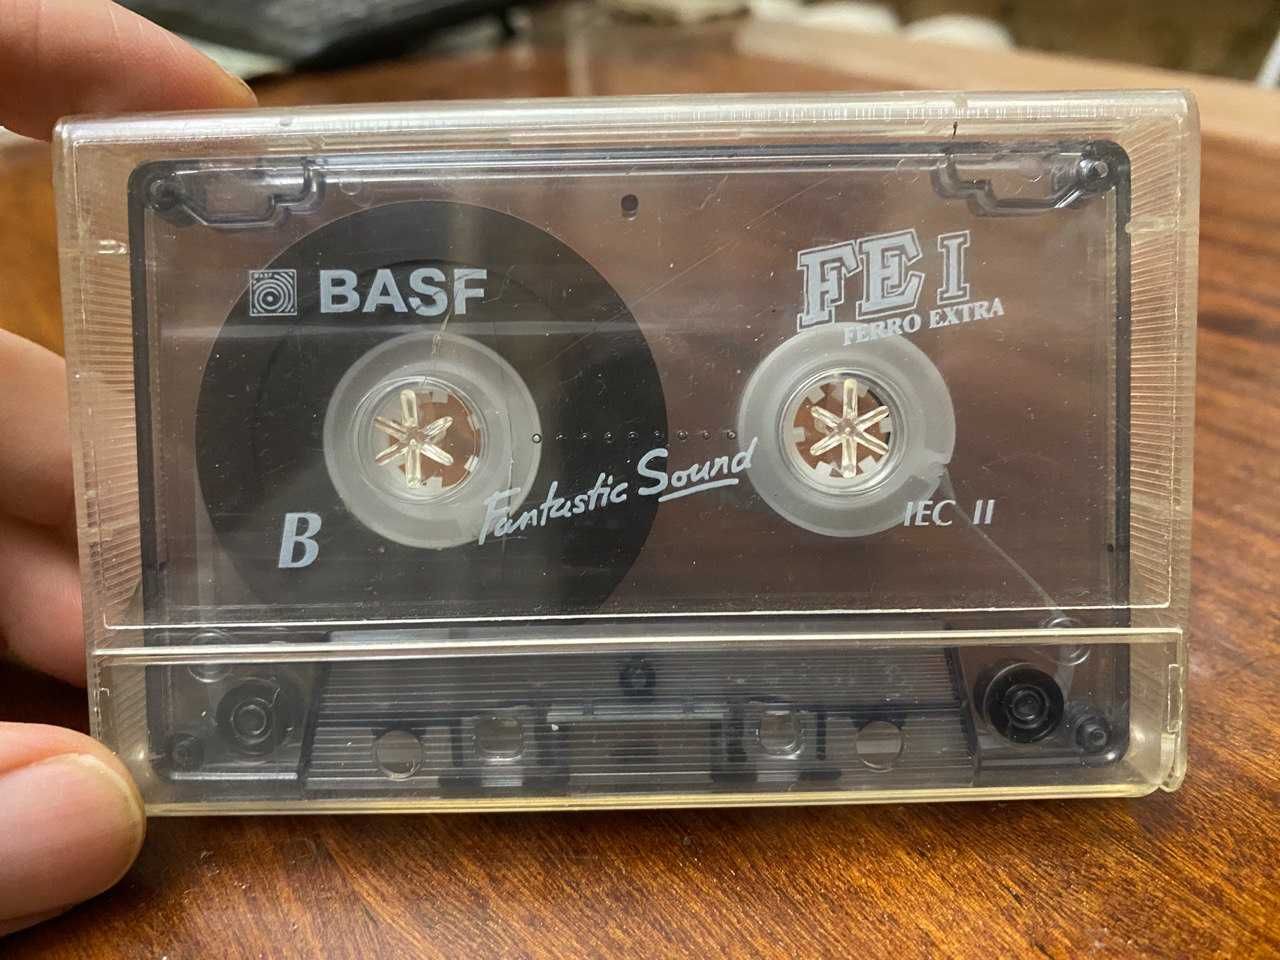 BASF
FE I
FERRO EXTRA
Fantastic Sound
B
IEC II